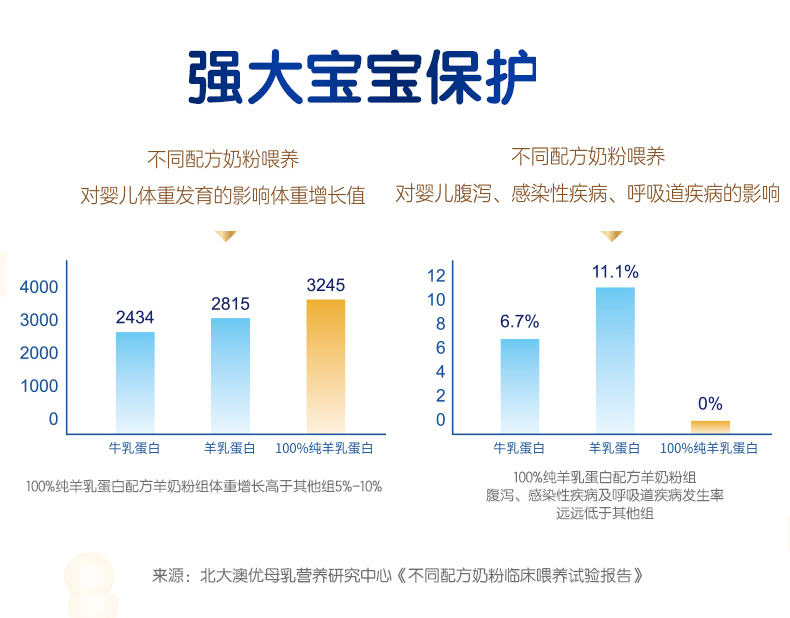 强大宝宝保护
不同配方奶粉喂养
对婴儿体重发育的影响体重增长值
不同配方奶粉喂养
对婴儿腹泻、感染性疾病、呼吸道疾病的影响
4000
3000
2000
1000
0
2434
2815
3245
牛乳蛋白
羊乳蛋白
100%纯羊乳蛋白
12
10
8
6
4
2
0
6.7%
11.1%
0%
牛乳蛋白
羊乳蛋白
100%纯羊乳蛋白
100%纯羊乳蛋白配方羊奶粉组体重增长高于其他组5%-10%
100%纯羊乳蛋白配方羊奶粉组
腹泻、感染性疾病及呼吸道疾病发生率
远远低于其他组
来源：北大澳优母乳营养研究中心《不同配方奶粉临床喂养试验报告》